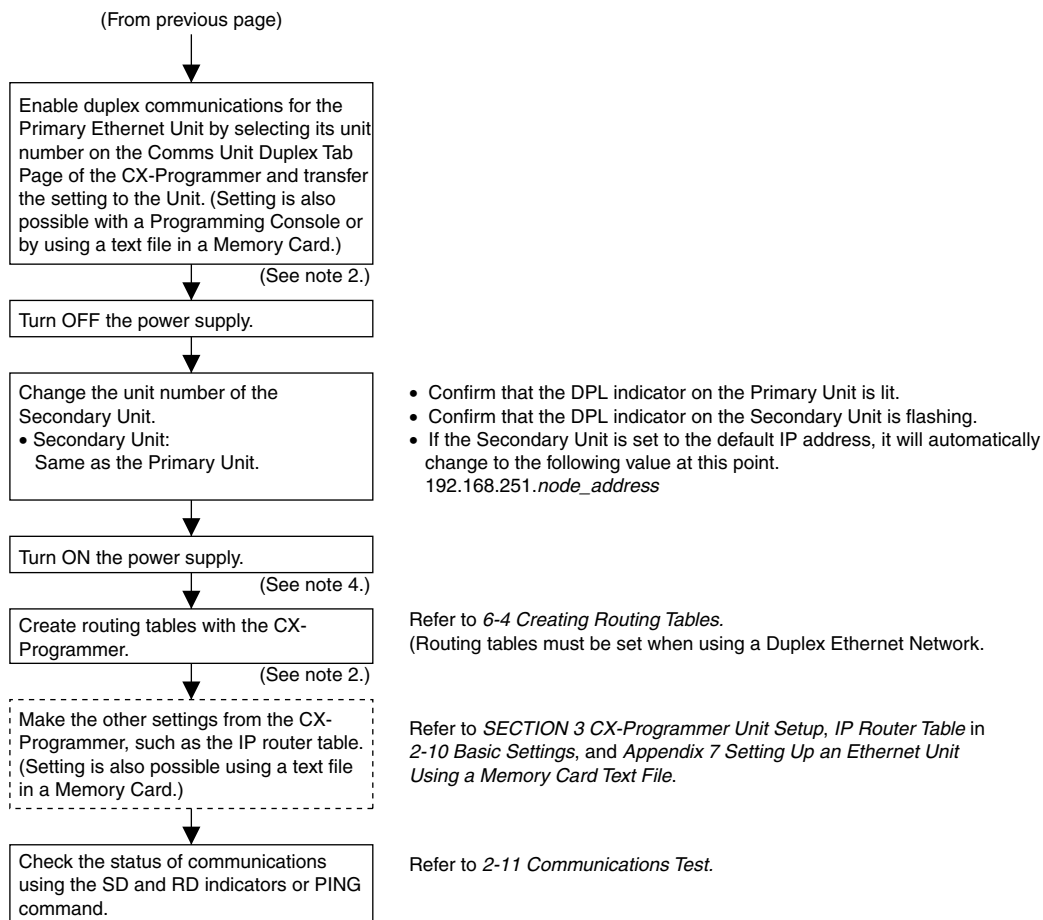 (From previous page)
Enable duplex communications for the
Primary Ethernet Unit by selecting its unit
number on the Comms Unit Duplex Tab
Page of the CX-Programmer and transfer
the setting to the Unit. (Setting is also
possible with a Programming Console or
by using a text file in a Memory Card.)
(See note 2.)
Turn OFF the power supply.
Change the unit number of the
Secondary Unit.
• Secondary Unit:
Same as the Primary Unit.
• Confirm that the DPL indicator on the Primary Unit is lit.
• Confirm that the DPL indicator on the Secondary Unit is flashing.
• If the Secondary Unit is set to the default IP address, it will automatically
change to the following value at this point.
192.168.251.node_address
Turn ON the power supply.
(See note 4.)
Create routing tables with the CX-
Programmer.
Refer to 6-4 Creating Routing Tables.
(Routing tables must be set when using a Duplex Ethernet Network.
(See note 2.)
Make the other settings from the CX-
Programmer, such as the IP router table.
(Setting is also possible using a text file
in a Memory Card.)
Refer to SECTION 3 CX-Programmer Unit Setup, IP Router Table in
2-10 Basic Settings, and Appendix 7 Setting Up an Ethernet Unit
Using a Memory Card Text File.
Check the status of communications
using the SD and RD indicators or PING
command.
Refer to 2-11 Communications Test.